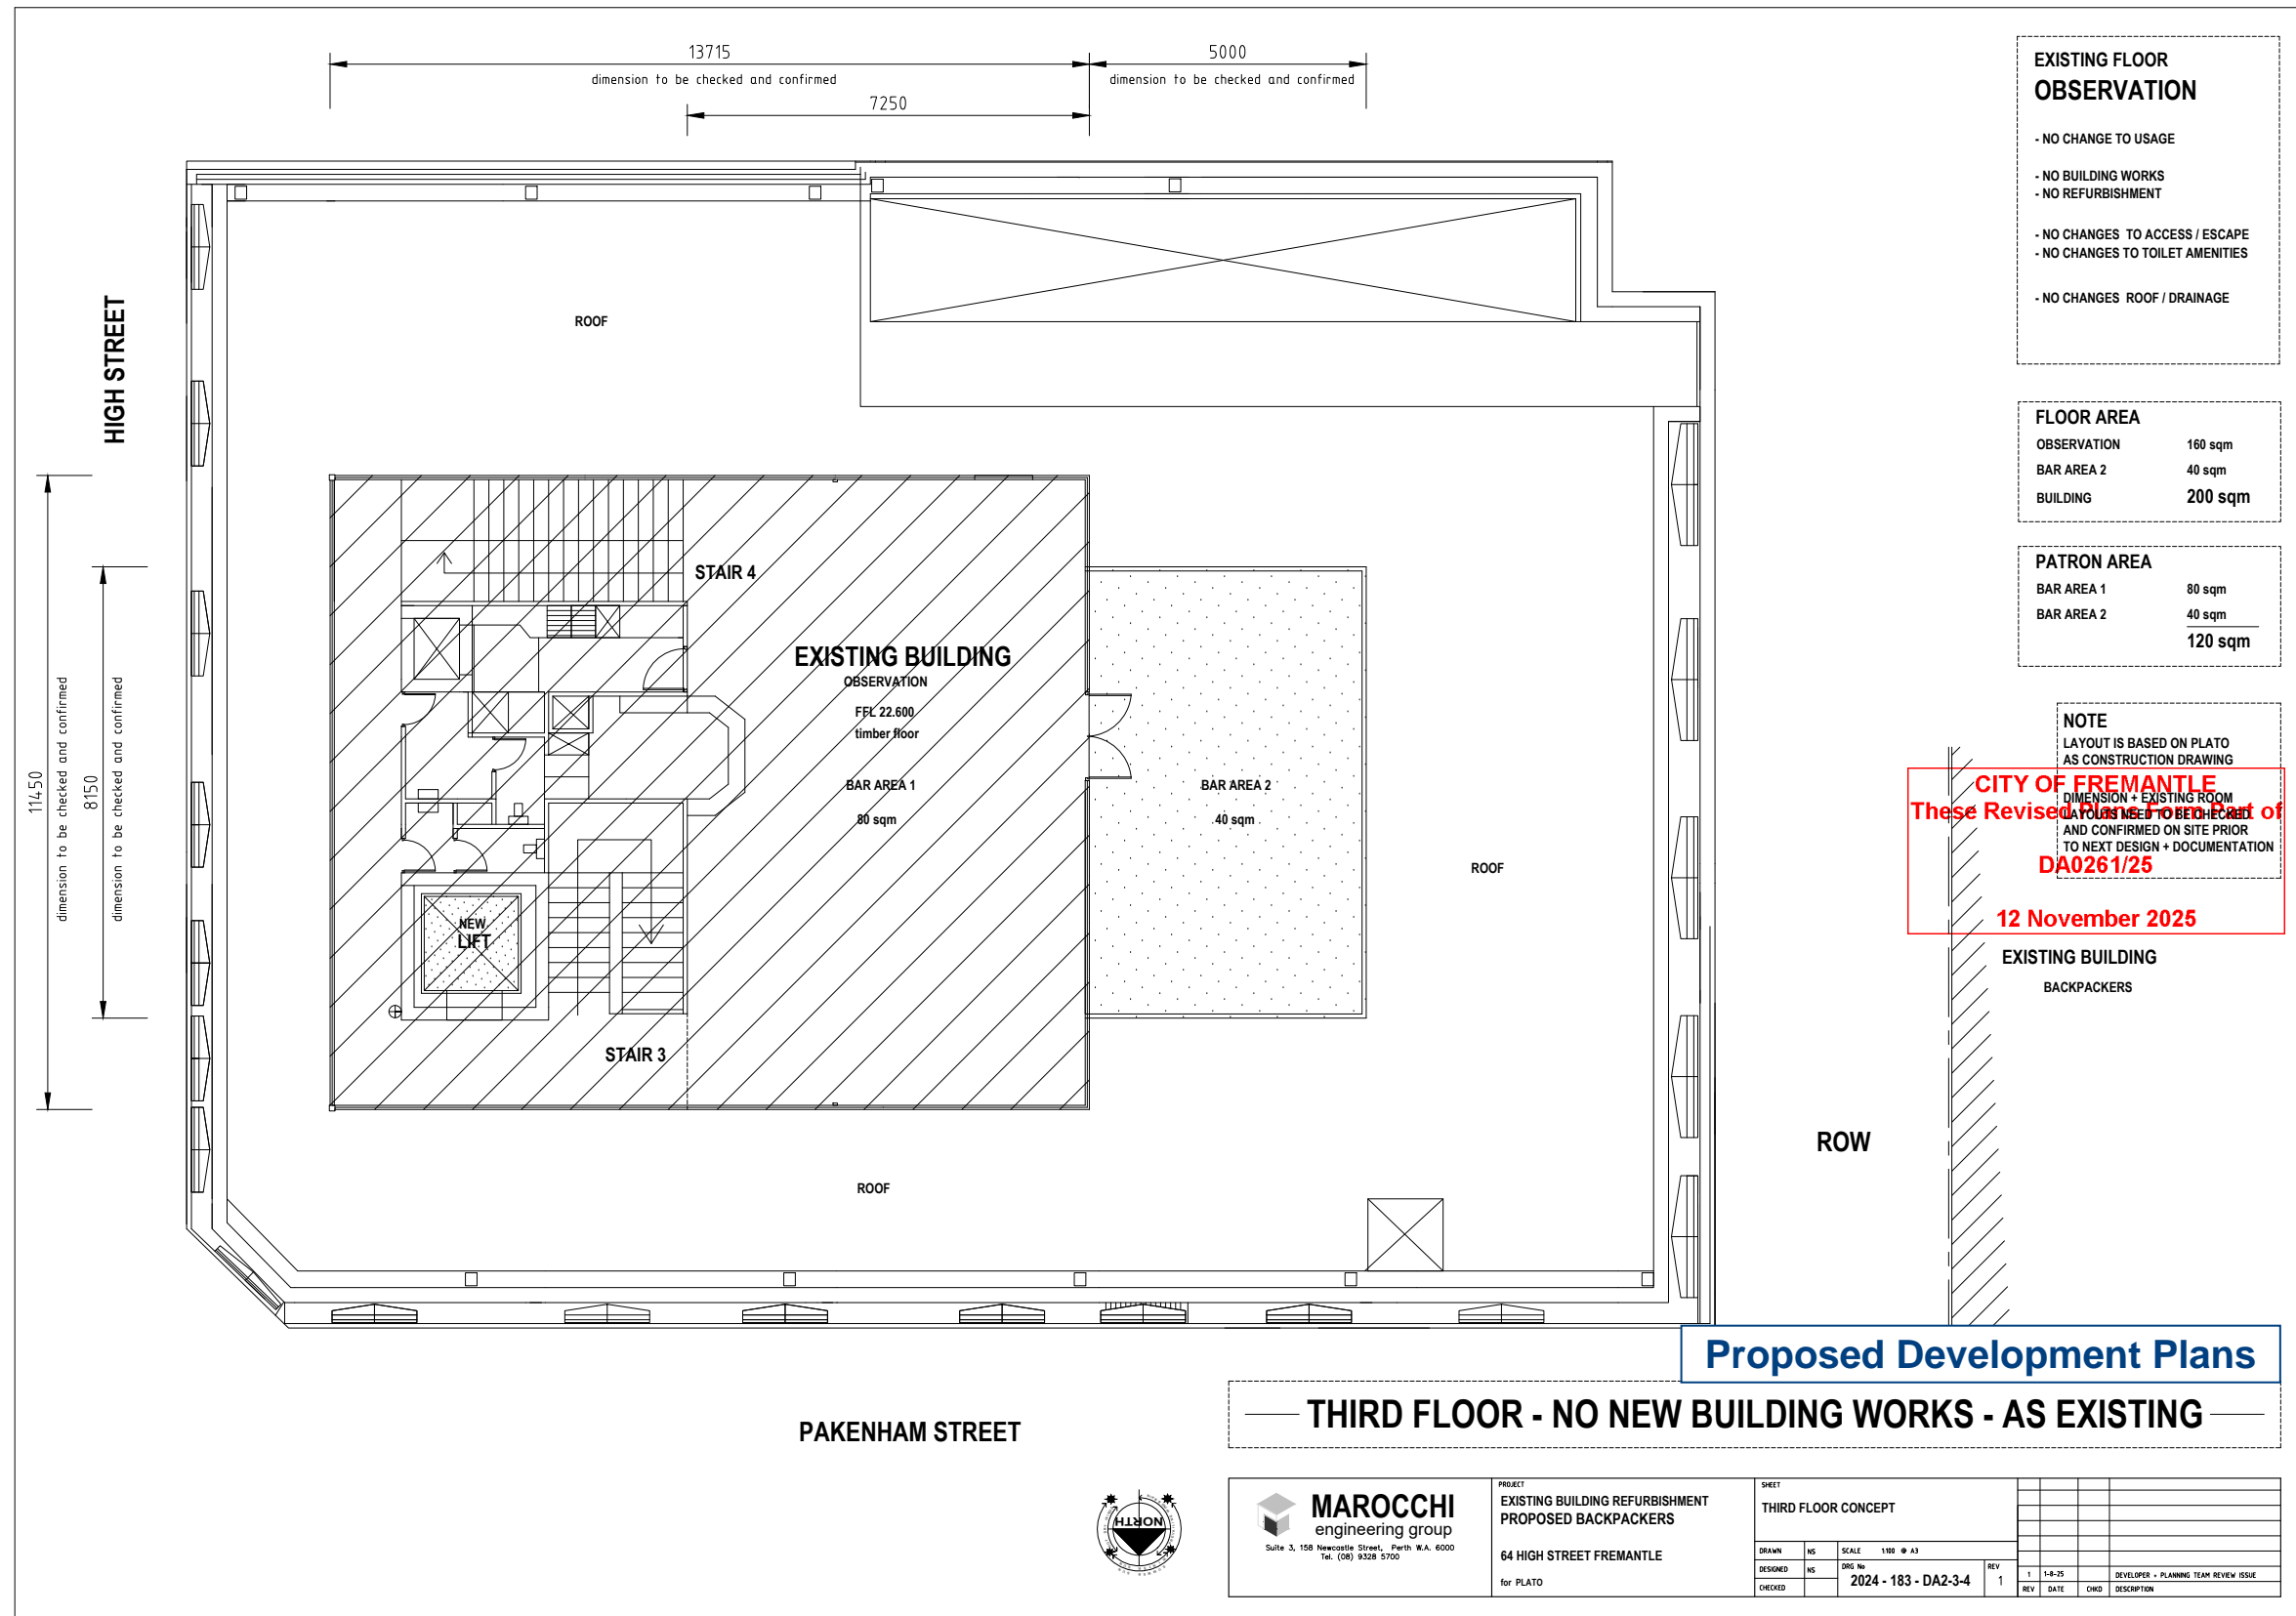 13715
dimension to be checked and confirmed
5000
dimension to be checked and confirmed
7250
EXISTING FLOOR
OBSERVATION
- NO CHANGE TO USAGE
- NO BUILDING WORKS
- NO REFURBISHMENT
- NO CHANGES TO ACCESS / ESCAPE
- NO CHANGES TO TOILET AMENITIES
- NO CHANGES ROOF / DRAINAGE
FLOOR AREA
OBSERVATION 160 sqm
BAR AREA 2 40 sqm
BUILDING 200 sqm
PATRON AREA
BAR AREA 1 80 sqm
BAR AREA 2 40 sqm
120 sqm
NOTE
LAYOUT IS BASED ON PLATO
AS CONSTRUCTION DRAWING
DIMENSION + EXISTING ROOM
LAYOUTS NEED TO BE CHECKED
AND CONFIRMED ON SITE PRIOR
TO NEXT DESIGN + DOCUMENTATION
CITY OF FREMANTLE
These Revised Plans Form Part of
DA0261/25
12 November 2025
EXISTING BUILDING
BACKPACKERS
HIGH STREET
11450
dimension to be checked and confirmed
8150
dimension to be checked and confirmed
ROOF
STAIR 4
EXISTING BUILDING
OBSERVATION
FFL 22.600
timber floor
BAR AREA 1
80 sqm
BAR AREA 2
40 sqm
ROOF
NEW
LIFT
STAIR 3
ROOF
ROW
PAKENHAM STREET
Proposed Development Plans
THIRD FLOOR - NO NEW BUILDING WORKS - AS EXISTING
NORTH
MAROCCHI
engineering group
Suite 3, 158 Newcastle Street, Perth W.A. 6000
Tel. (08) 9328 5700
PROJECT
EXISTING BUILDING REFURBISHMENT
PROPOSED BACKPACKERS
64 HIGH STREET FREMANTLE
for PLATO
SHEET
THIRD FLOOR CONCEPT
DRAWN NS SCALE 1:100 @ A3
DESIGNED NS DRG No 2024 - 183 - DA2-3-4 REV 1
CHECKED
1 1-8-25 DEVELOPER + PLANNING TEAM REVIEW ISSUE
REV DATE CHKD DESCRIPTION